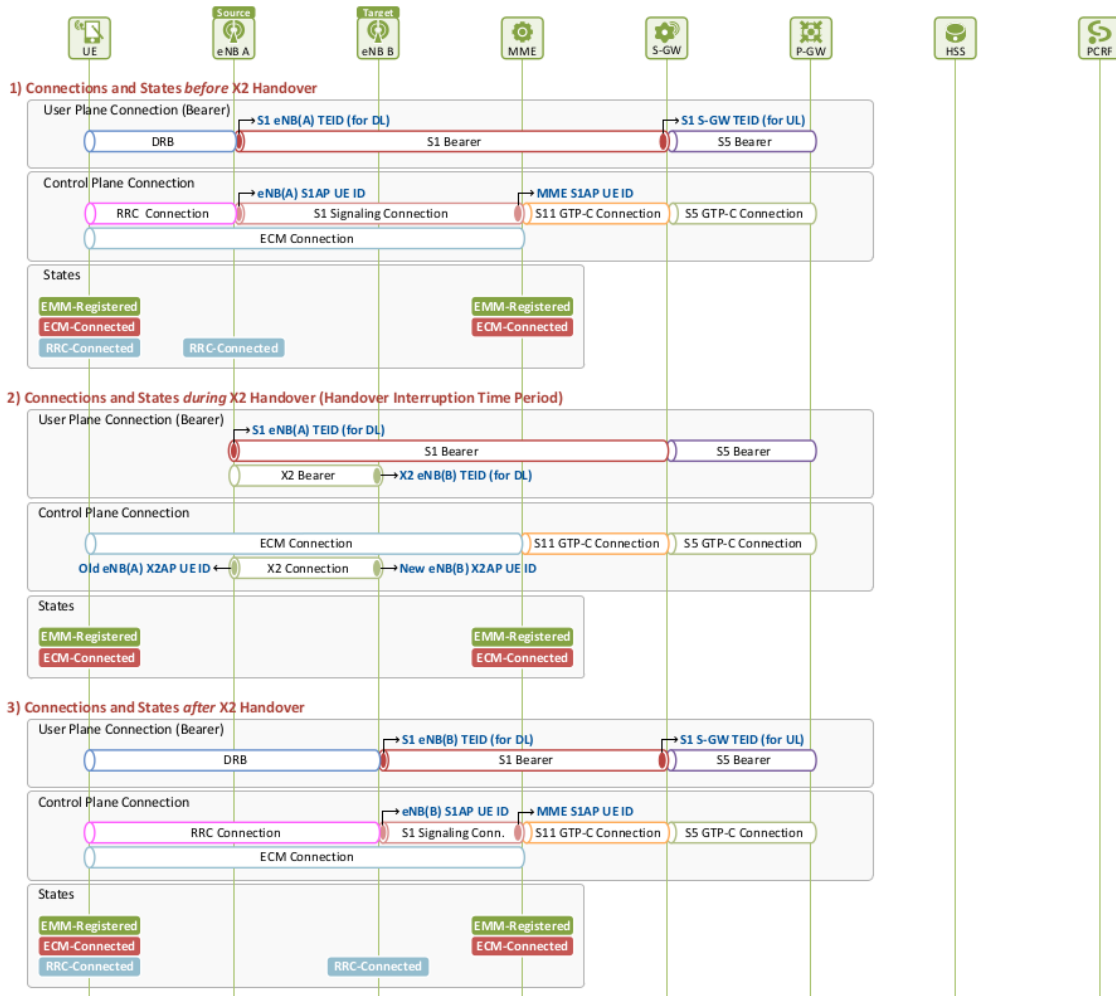 Source Target
UE eNB A eNB B MME S-GW P-GW HSS PCRF
1) Connections and States before X2 Handover
User Plane Connection (Bearer)
S1 eNB(A) TEID (for DL) S1 S-GW TEID (for UL)
DRB S1 Bearer S5 Bearer
Control Plane Connection
eNB(A) S1AP UE ID MME S1AP UE ID
RRC Connection S1 Signaling Connection S11 GTP-C Connection S5 GTP-C Connection
ECM Connection
States
EMM-Registered EMM-Registered
ECM-Connected ECM-Connected
RRC-Connected RRC-Connected
2) Connections and States during X2 Handover (Handover Interruption Time Period)
User Plane Connection (Bearer)
S1 eNB(A) TEID (for DL)
S1 Bearer S5 Bearer
X2 Bearer X2 eNB(B) TEID (for DL)
Control Plane Connection
ECM Connection S11 GTP-C Connection S5 GTP-C Connection
Old eNB(A) X2AP UE ID X2 Connection New eNB(B) X2AP UE ID
States
EMM-Registered EMM-Registered
ECM-Connected ECM-Connected
3) Connections and States after X2 Handover
User Plane Connection (Bearer)
S1 eNB(B) TEID (for DL) S1 S-GW TEID (for UL)
DRB S1 Bearer S5 Bearer
Control Plane Connection
eNB(B) S1AP UE ID MME S1AP UE ID
RRC Connection S1 Signaling Conn. S11 GTP-C Connection S5 GTP-C Connection
ECM Connection
States
EMM-Registered EMM-Registered
ECM-Connected ECM-Connected
RRC-Connected RRC-Connected